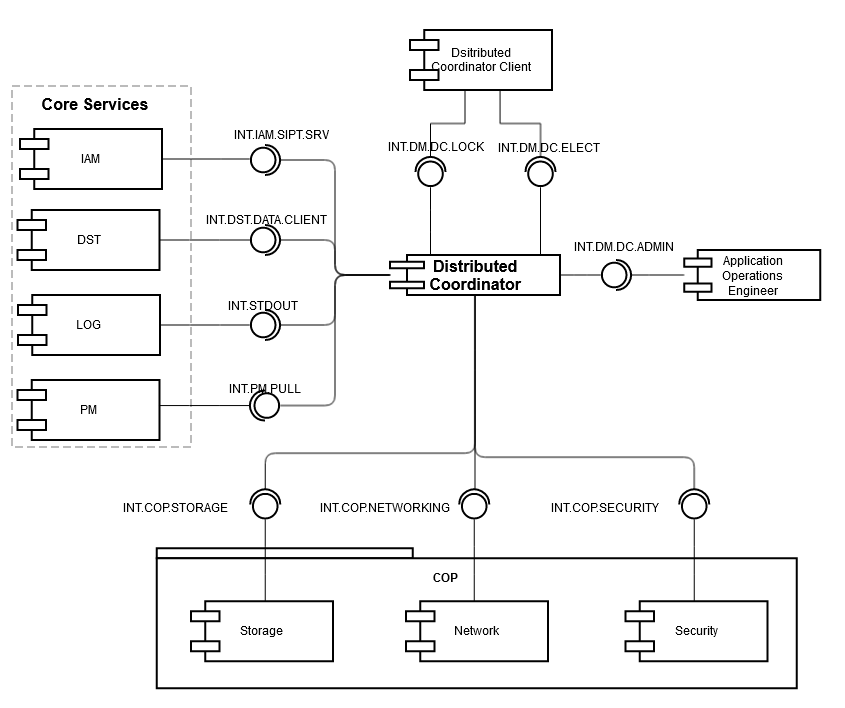 Dsitributed
Coordinator Client
Core Services
INT.IAM.SIPT.SRV
INT.DM.DC.LOCK
INT.DM.DC.ELECT
IAM
INT.DST.DATA.CLIENT
DST
INT.DM.DC.ADMIN
Distributed
Coordinator
Application
Operations
Engineer
INT.STDOUT
LOG
INT.PM.PULL
PM
INT.COP.STORAGE
INT.COP.NETWORKING
INT.COP.SECURITY
COP
Storage
Network
Security